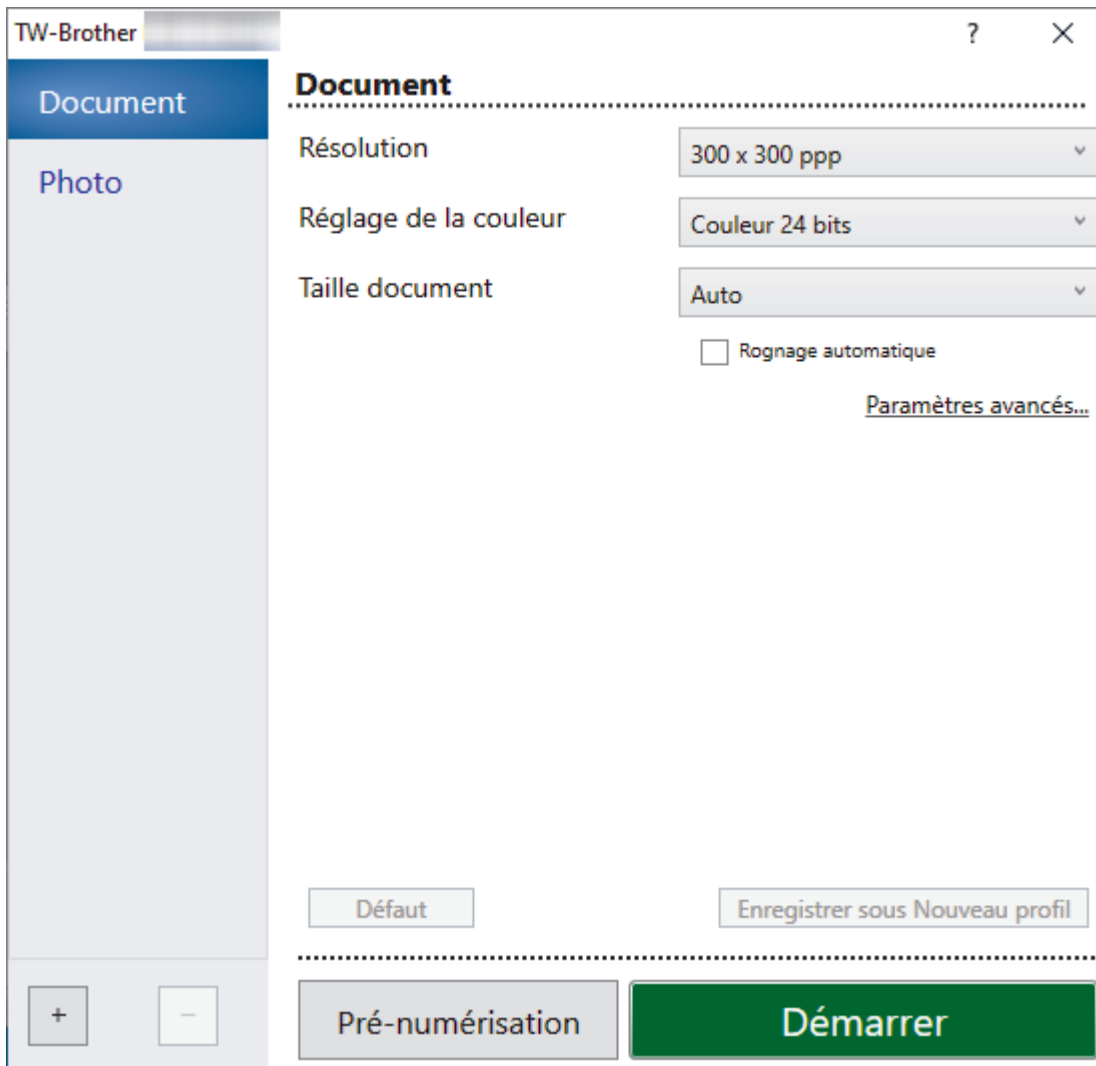 TW-Brother
?
Document
Photo
Document
Résolution
300 x 300 ppp
Réglage de la couleur
Couleur 24 bits
Taille document
Auto
Rognage automatique
Paramètres avancés...
Défaut
Enregistrer sous Nouveau profil
+
−
Pré-numérisation
Démarrer